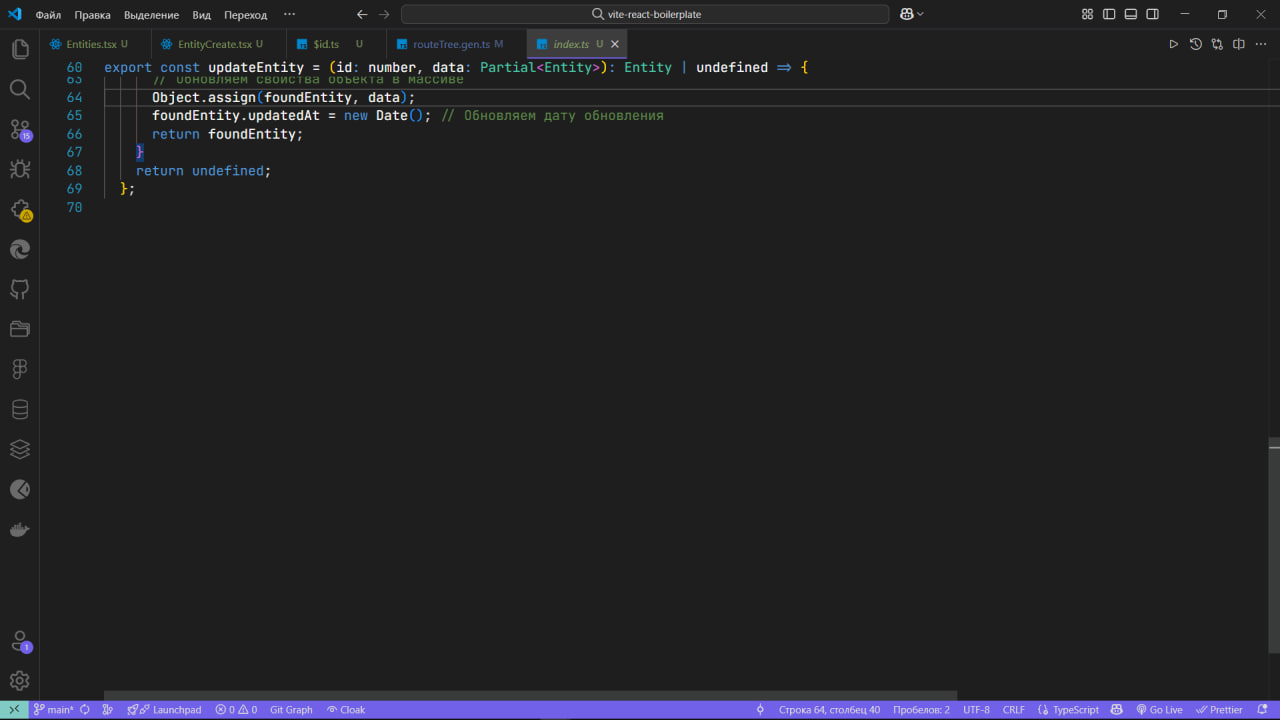 Файл Правка Выделение Вид Переход ··· vite-react-boilerplate
Entities.tsx U EntityCreate.tsx U $id.ts U routeTree.gen.ts M index.ts U
60 export const updateEntity = (id: number, data: Partial<Entity>): Entity | undefined => {
63 // Обновляем свойства объекта в массиве
64 Object.assign(foundEntity, data);
65 foundEntity.updatedAt = new Date(); // Обновляем дату обновления
66 return foundEntity;
67 }
68 return undefined;
69 };
70
15
1
main* Launchpad 0 0 Git Graph Cloak Строка 64, столбец 40 Пробелов: 2 UTF-8 CRLF TypeScript Go Live Prettier